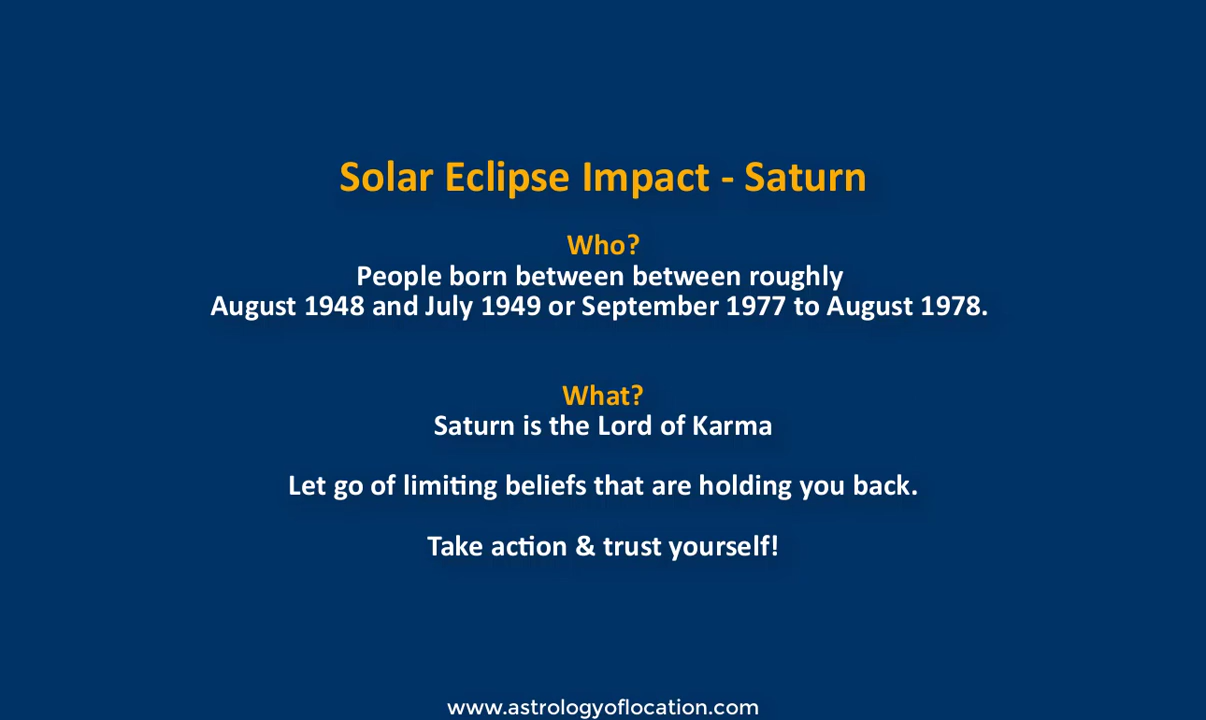 Solar Eclipse Impact - Saturn
Who?
People born between between roughly
August 1948 and July 1949 or September 1977 to August 1978.
What?
Saturn is the Lord of Karma
Let go of limiting beliefs that are holding you back.
Take action & trust yourself!
www.astrologyoflocation.com